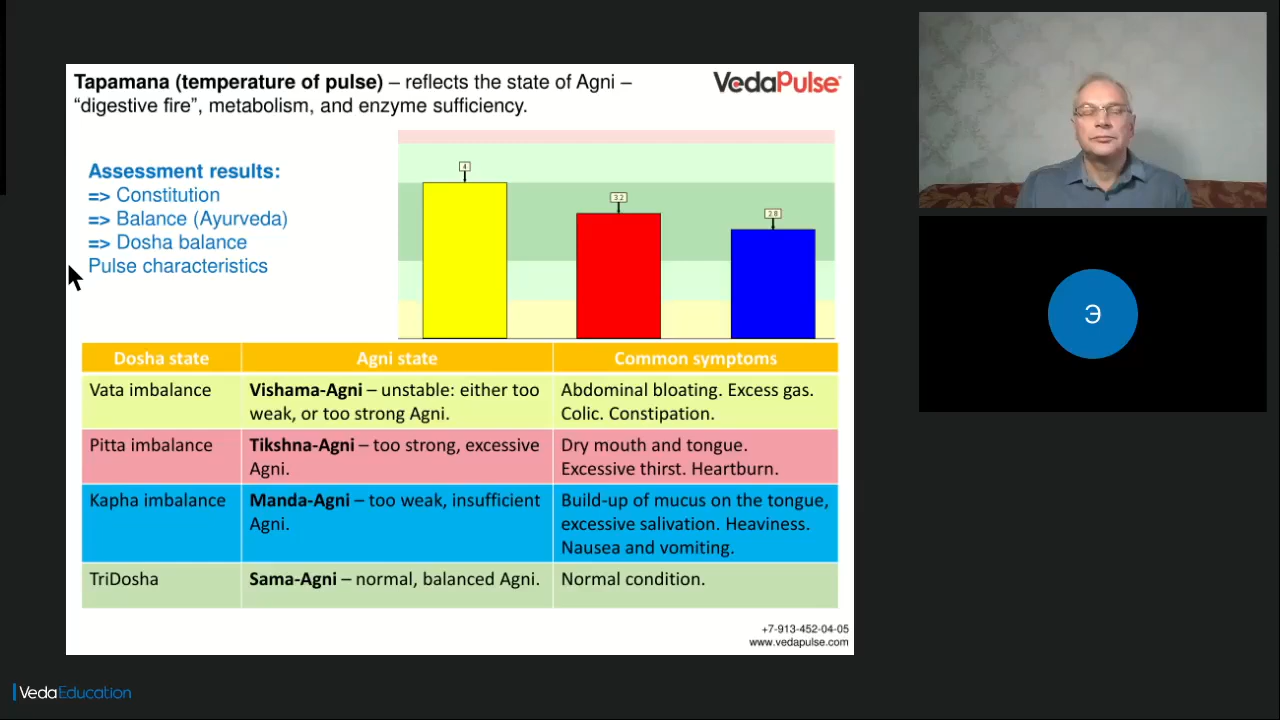 Tapamana (temperature of pulse) – reflects the state of Agni –
“digestive fire”, metabolism, and enzyme sufficiency.
VedaPulse
Assessment results:
=> Constitution
=> Balance (Ayurveda)
=> Dosha balance
Pulse characteristics
4
3.2
2.8
Dosha state
Agni state
Common symptoms
Vata imbalance
Vishama-Agni – unstable: either too
weak, or too strong Agni.
Abdominal bloating. Excess gas.
Colic. Constipation.
Pitta imbalance
Tikshna-Agni – too strong, excessive
Agni.
Dry mouth and tongue.
Excessive thirst. Heartburn.
Kapha imbalance
Manda-Agni – too weak, insufficient
Agni.
Build-up of mucus on the tongue,
excessive salivation. Heaviness.
Nausea and vomiting.
TriDosha
Sama-Agni – normal, balanced Agni.
Normal condition.
+7-913-452-04-05
www.vedapulse.com
Э
VedaEducation